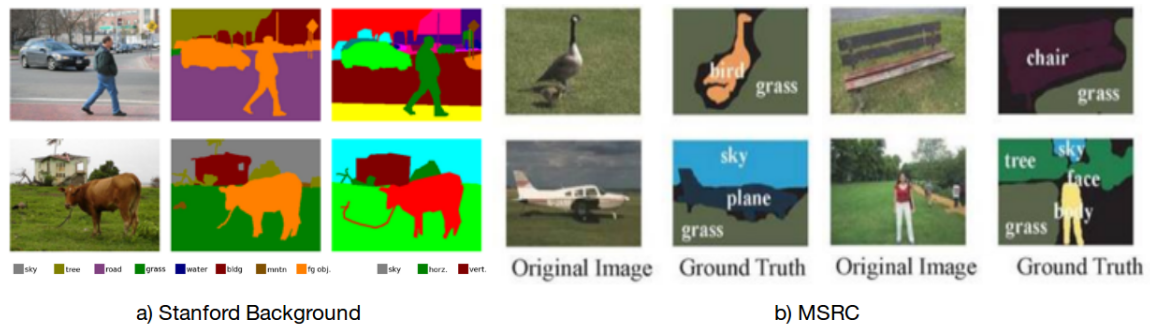 bird
grass
chair
grass
sky
plane
grass
tree
sky
face
body
grass
sky tree road grass water bldg mntn fg obj. sky horz. vert.
Original Image Ground Truth Original Image Ground Truth
a) Stanford Background b) MSRC